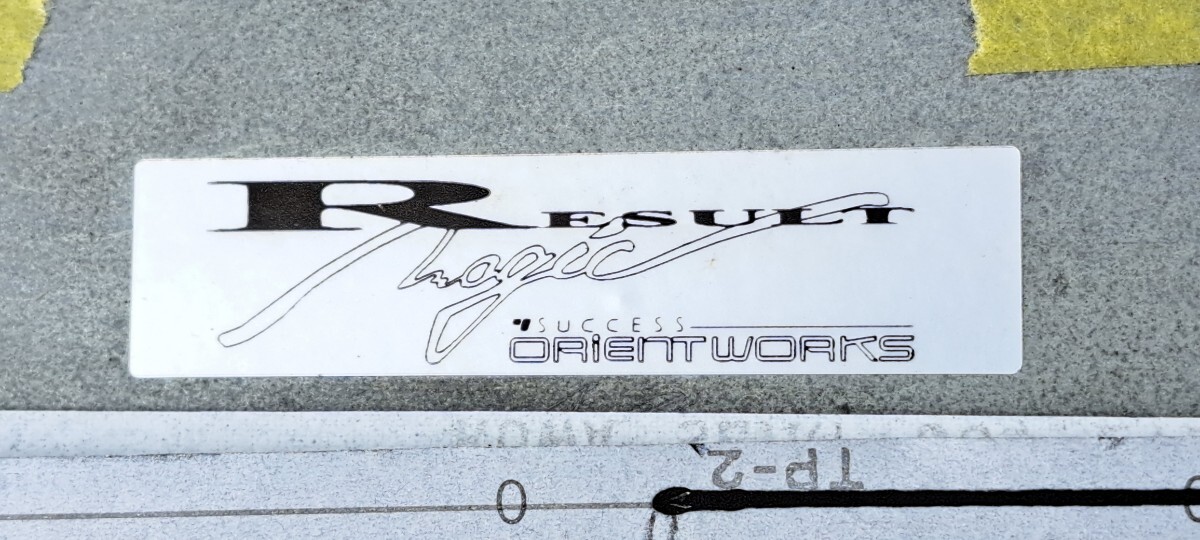 RESULT
Magic
SUCCESS
ORiENTWORKS
TP-2
0